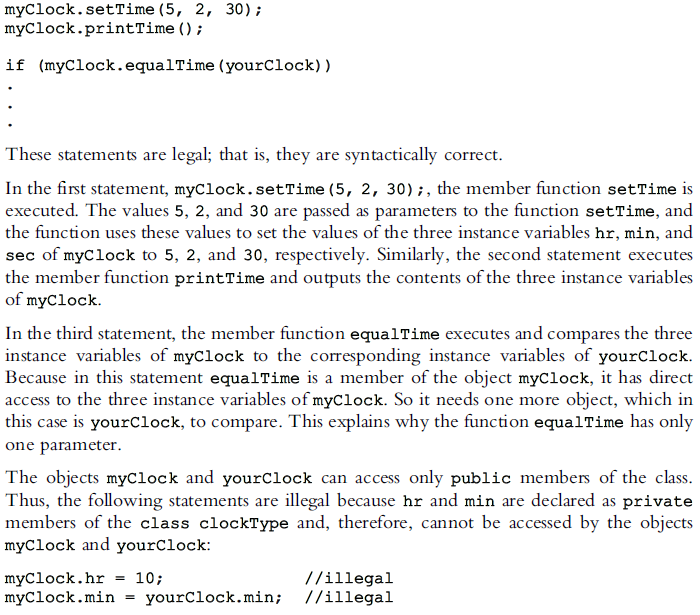 myClock.setTime(5, 2, 30);
myClock.printTime();
if (myClock.equalTime(yourClock))
.
.
.
These statements are legal; that is, they are syntactically correct.
In the first statement, myClock.setTime(5, 2, 30);, the member function setTime is
executed. The values 5, 2, and 30 are passed as parameters to the function setTime, and
the function uses these values to set the values of the three instance variables hr, min, and
sec of myClock to 5, 2, and 30, respectively. Similarly, the second statement executes
the member function printTime and outputs the contents of the three instance variables
of myClock.
In the third statement, the member function equalTime executes and compares the three
instance variables of myClock to the corresponding instance variables of yourClock.
Because in this statement equalTime is a member of the object myClock, it has direct
access to the three instance variables of myClock. So it needs one more object, which in
this case is yourClock, to compare. This explains why the function equalTime has only
one parameter.
The objects myClock and yourClock can access only public members of the class.
Thus, the following statements are illegal because hr and min are declared as private
members of the class clockType and, therefore, cannot be accessed by the objects
myClock and yourClock:
myClock.hr = 10; //illegal
myClock.min = yourClock.min; //illegal